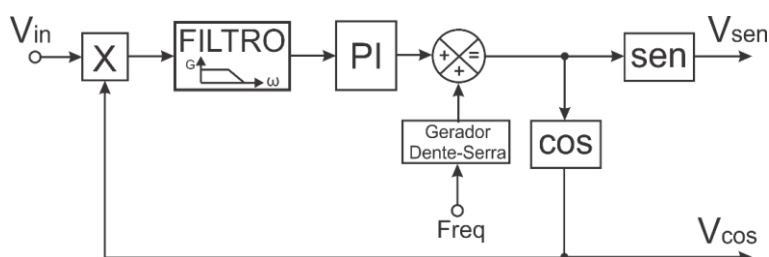 Vin
X
FILTRO
G
ω
PI
+
=
+
Gerador
Dente-Serra
Freq
sen
Vsen
cos
Vcos